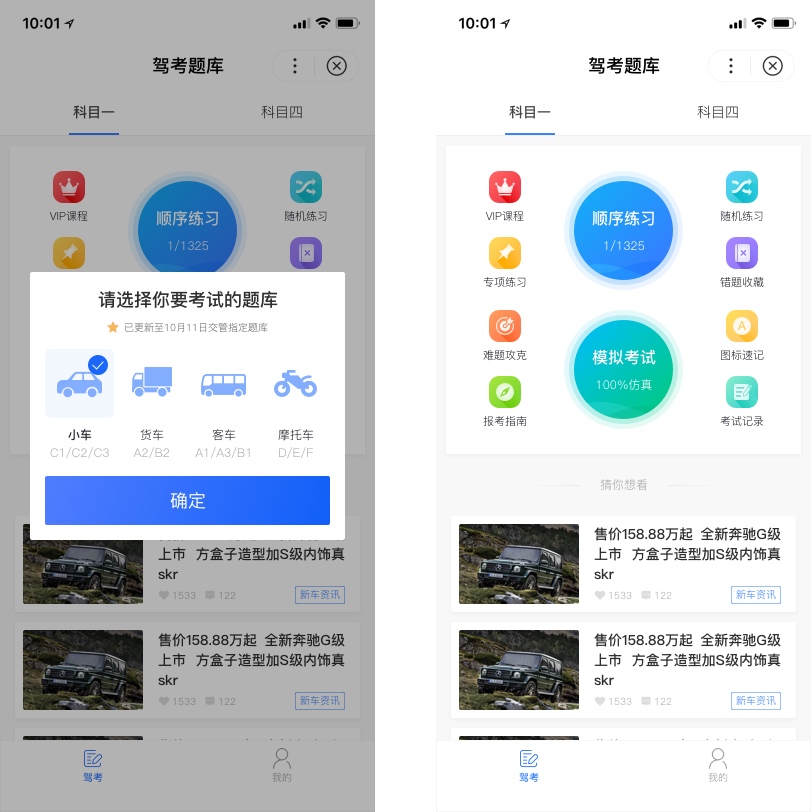 10:01
驾考题库
科目一
科目四
VIP课程
顺序练习
1/1325
随机练习
请选择你要考试的题库
已更新至10月11日交管指定题库
小车
货车
客车
摩托车
C1/C2/C3
A2/B2
A1/A3/B1
D/E/F
确定
上市 方盒子造型加S级内饰真
skr
1533
122
新车资讯
售价158.88万起 全新奔驰G级
上市 方盒子造型加S级内饰真
skr
1533
122
新车资讯
驾考
我的
10:01
驾考题库
科目一
科目四
VIP课程
顺序练习
1/1325
随机练习
专项练习
错题收藏
难题攻克
模拟考试
100%仿真
图标速记
报考指南
考试记录
猜你想看
售价158.88万起 全新奔驰G级
上市 方盒子造型加S级内饰真
skr
1533
122
新车资讯
售价158.88万起 全新奔驰G级
上市 方盒子造型加S级内饰真
skr
1533
122
新车资讯
驾考
我的